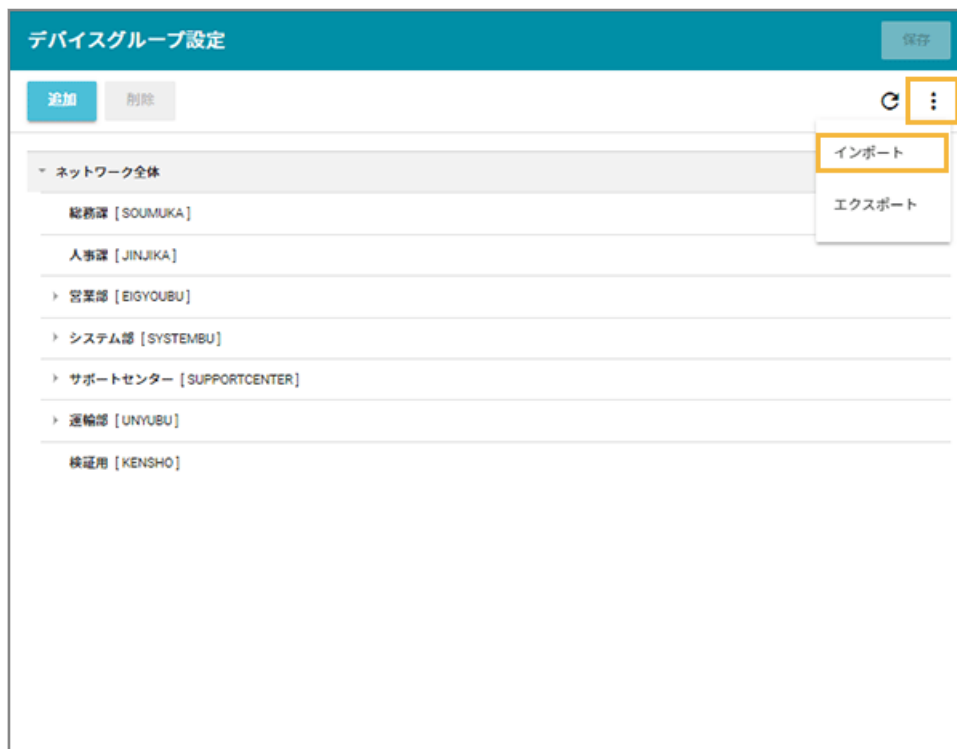 デバイスグループ設定
保存
追加
削除
インポート
エクスポート
ネットワーク全体
総務課 [SOUMUKA]
人事課 [JINJIKA]
営業部 [EIGYOUBU]
システム部 [SYSTEMBU]
サポートセンター [SUPPORTCENTER]
運輸部 [UNYUBU]
検証用 [KENSHO]